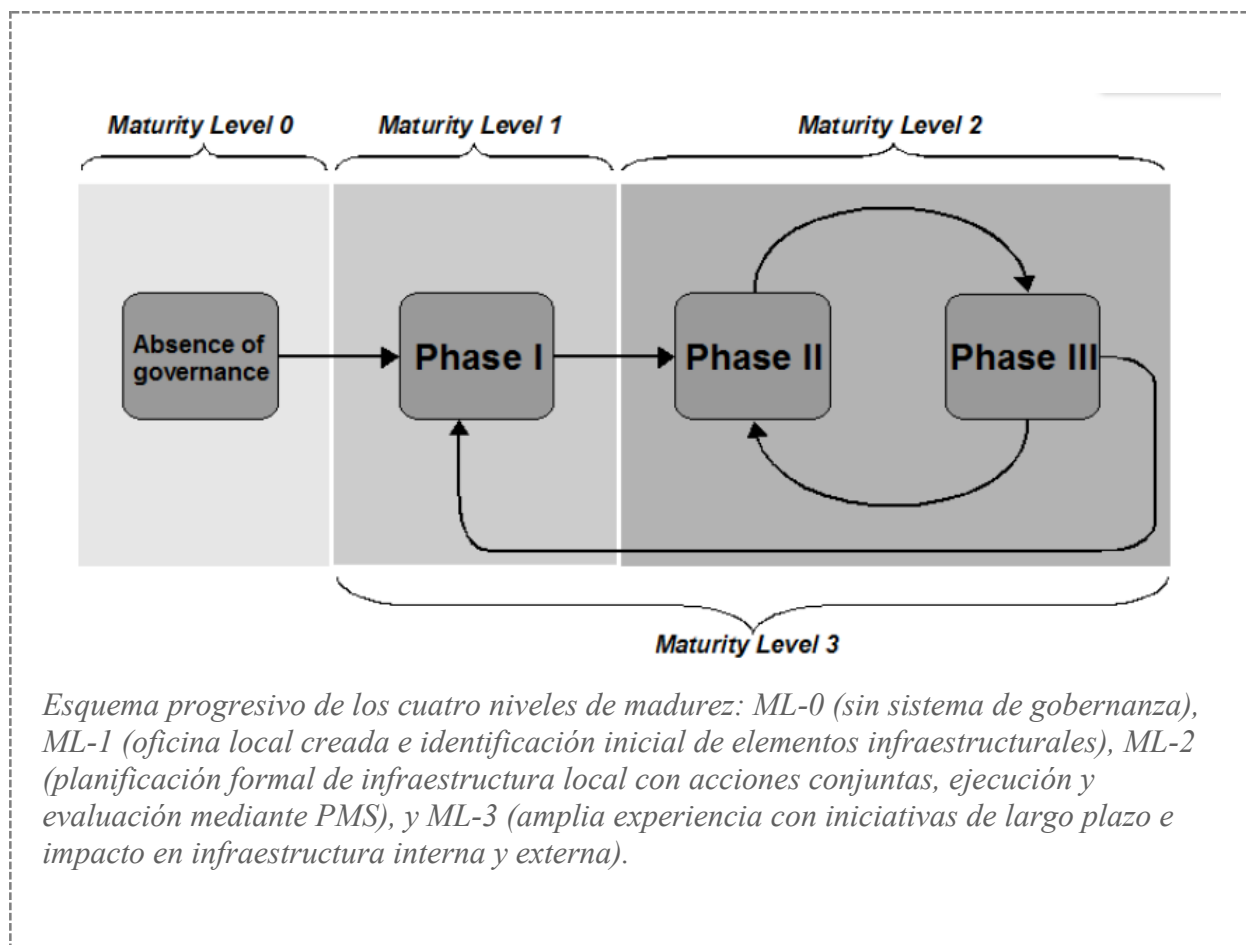 Maturity Level 0
Maturity Level 1
Maturity Level 2
Absence of
governance
Phase I
Phase II
Phase III
Maturity Level 3
Esquema progresivo de los cuatro niveles de madurez: ML-0 (sin sistema de gobernanza),
ML-1 (oficina local creada e identificación inicial de elementos infraestructurales), ML-2
(planificación formal de infraestructura local con acciones conjuntas, ejecución y
evaluación mediante PMS), y ML-3 (amplia experiencia con iniciativas de largo plazo e
impacto en infraestructura interna y externa).